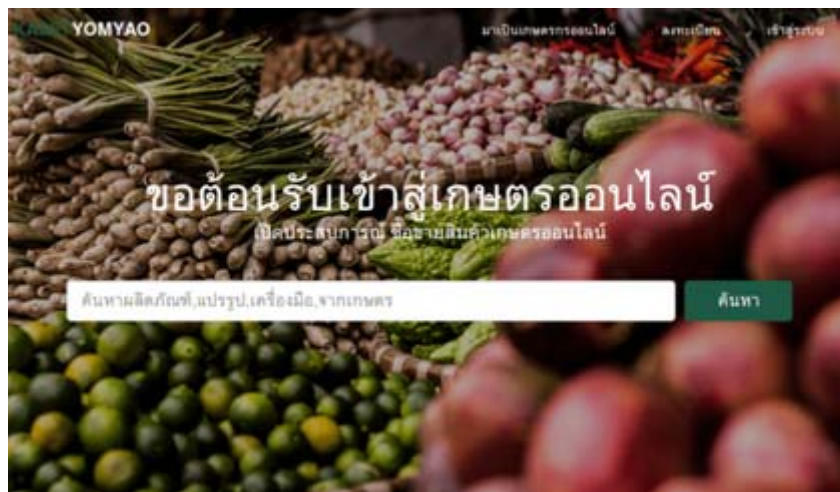 YOMYAO มาเป็นเกษตรกรออนไลน์ ลงทะเบียน เข้าสู่ระบบ
ขอต้อนรับเข้าสู่เกษตรออนไลน์
เปิดประสบการณ์ ซื้อขายสินค้าเกษตรออนไลน์
ค้นหาผลิตภัณฑ์,แปรรูป,เครื่องมือ,จากเกษตร ค้นหา